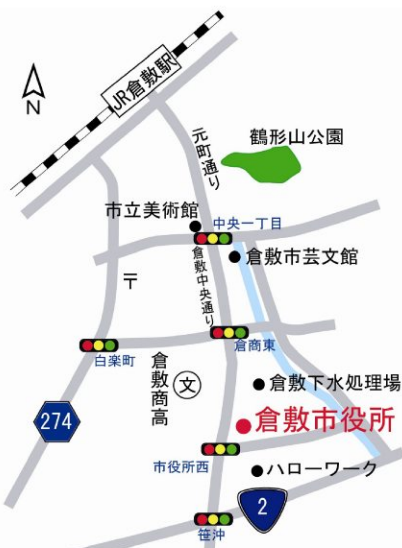 JR倉敷駅
N
元町通り
鶴形山公園
市立美術館
中央一丁目
倉敷市芸文館
倉敷中央通り
〒
倉商東
白楽町
倉敷商高
文
倉敷下水処理場
274
倉敷市役所
市役所西
ハローワーク
2
笹沖